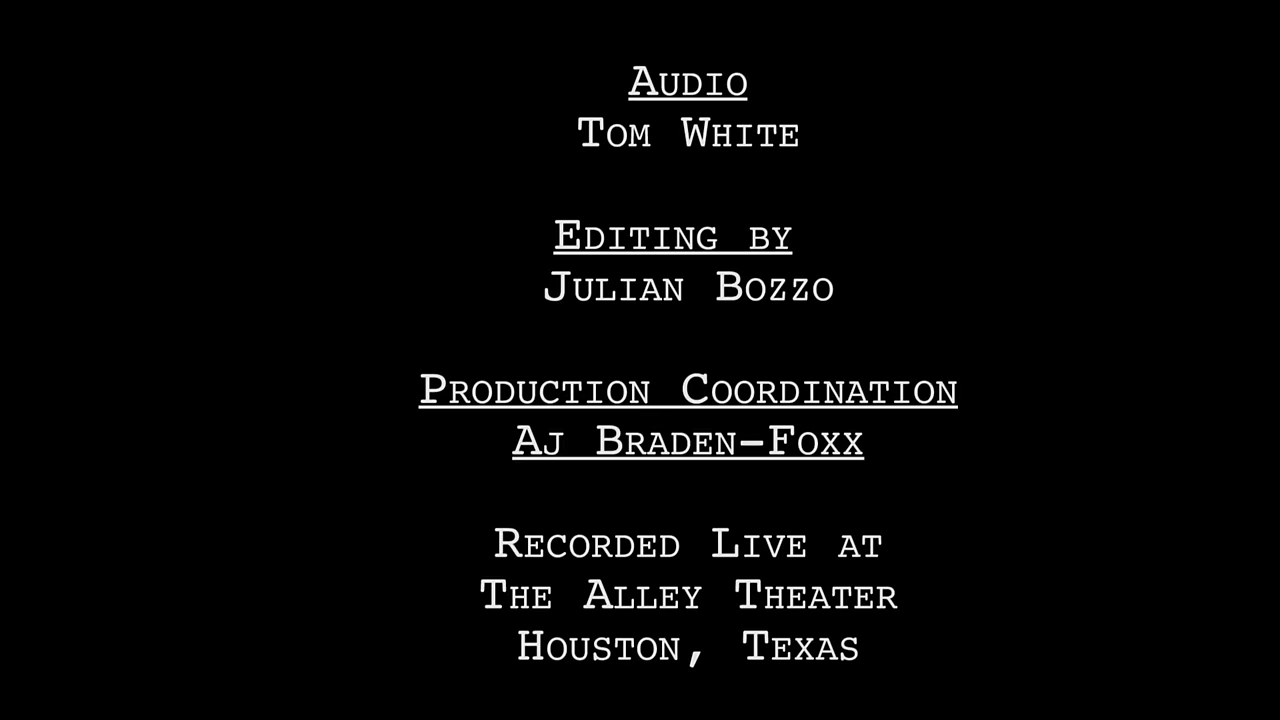 Audio
Tom White
Editing by
Julian Bozzo
Production Coordination
Aj Braden-Foxx
Recorded Live at
The Alley Theater
Houston, Texas